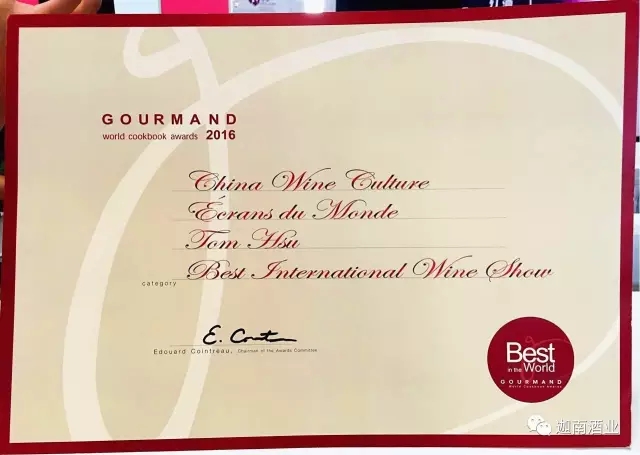 GOURMAND
world cookbook awards 2016
China Wine Culture
Écrans du Monde
Tom Hsu
category Best International Wine Show
Edouard Cointreau, Chairman of the Awards Committee
Best
in the World
GOURMAND
World Cookbook Awards
迦南酒业